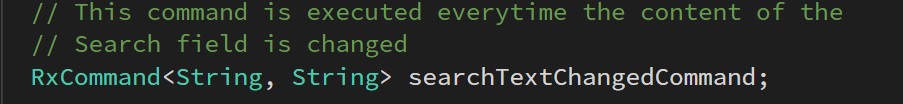 // This command is executed everytime the content of the
// Search field is changed
RxCommand<String, String> searchTextChangedCommand;